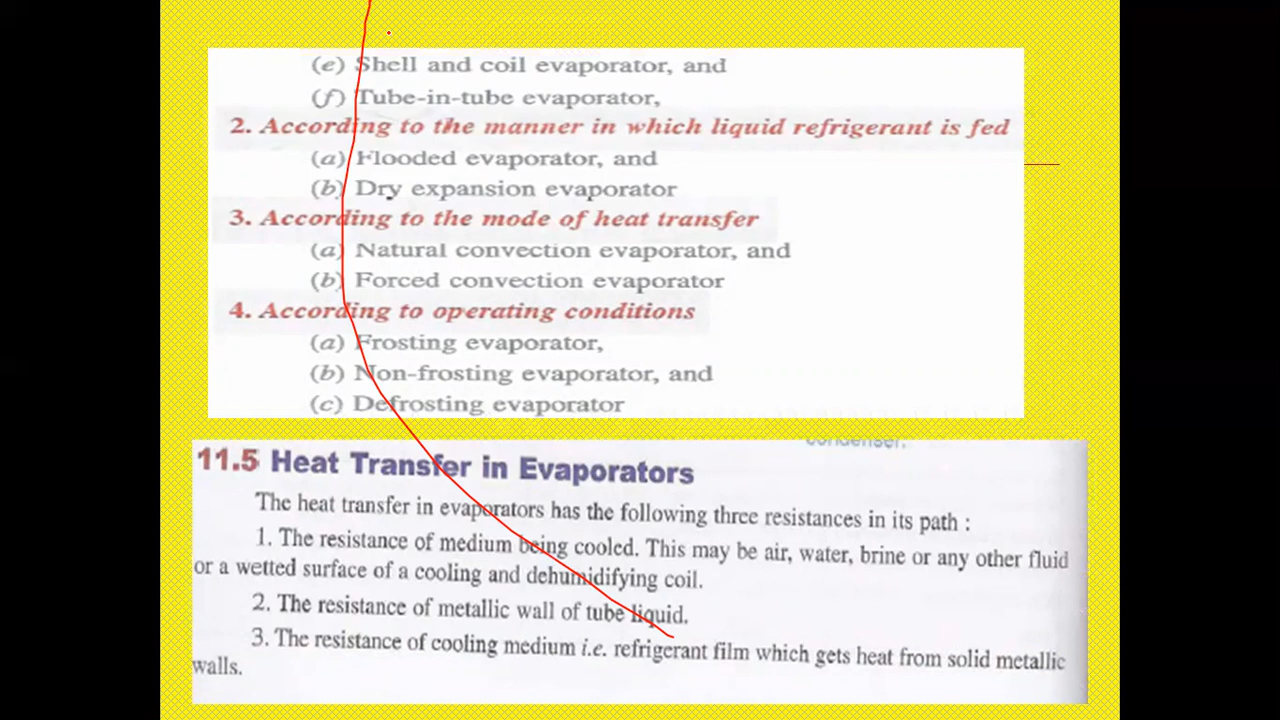 (e) Shell and coil evaporator, and
(f) Tube-in-tube evaporator,
2. According to the manner in which liquid refrigerant is fed
(a) Flooded evaporator, and
(b) Dry expansion evaporator
3. According to the mode of heat transfer
(a) Natural convection evaporator, and
(b) Forced convection evaporator
4. According to operating conditions
(a) Frosting evaporator,
(b) Non-frosting evaporator, and
(c) Defrosting evaporator
condenser.
11.5 Heat Transfer in Evaporators
The heat transfer in evaporators has the following three resistances in its path :
1. The resistance of medium being cooled. This may be air, water, brine or any other fluid
or a wetted surface of a cooling and dehumidifying coil.
2. The resistance of metallic wall of tube liquid.
3. The resistance of cooling medium i.e. refrigerant film which gets heat from solid metallic
walls.